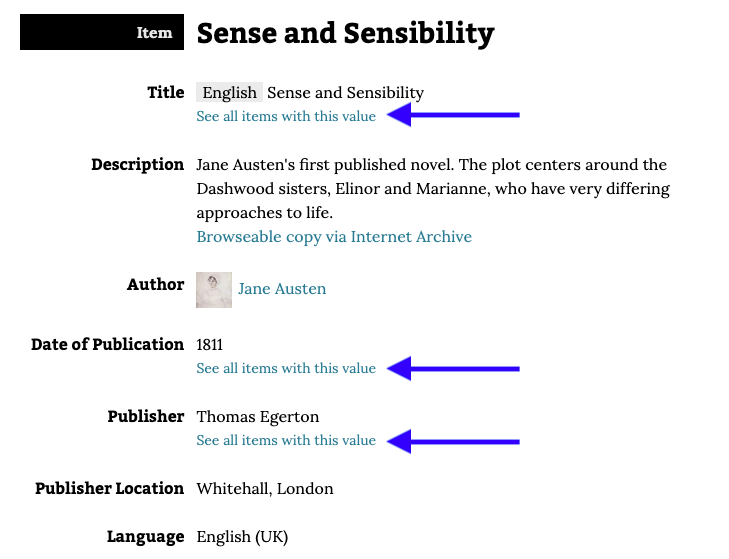 Item Sense and Sensibility
Title English Sense and Sensibility
See all items with this value
Description Jane Austen's first published novel. The plot centers around the
Dashwood sisters, Elinor and Marianne, who have very differing
approaches to life.
Browseable copy via Internet Archive
Author Jane Austen
Date of Publication 1811
See all items with this value
Publisher Thomas Egerton
See all items with this value
Publisher Location Whitehall, London
Language English (UK)